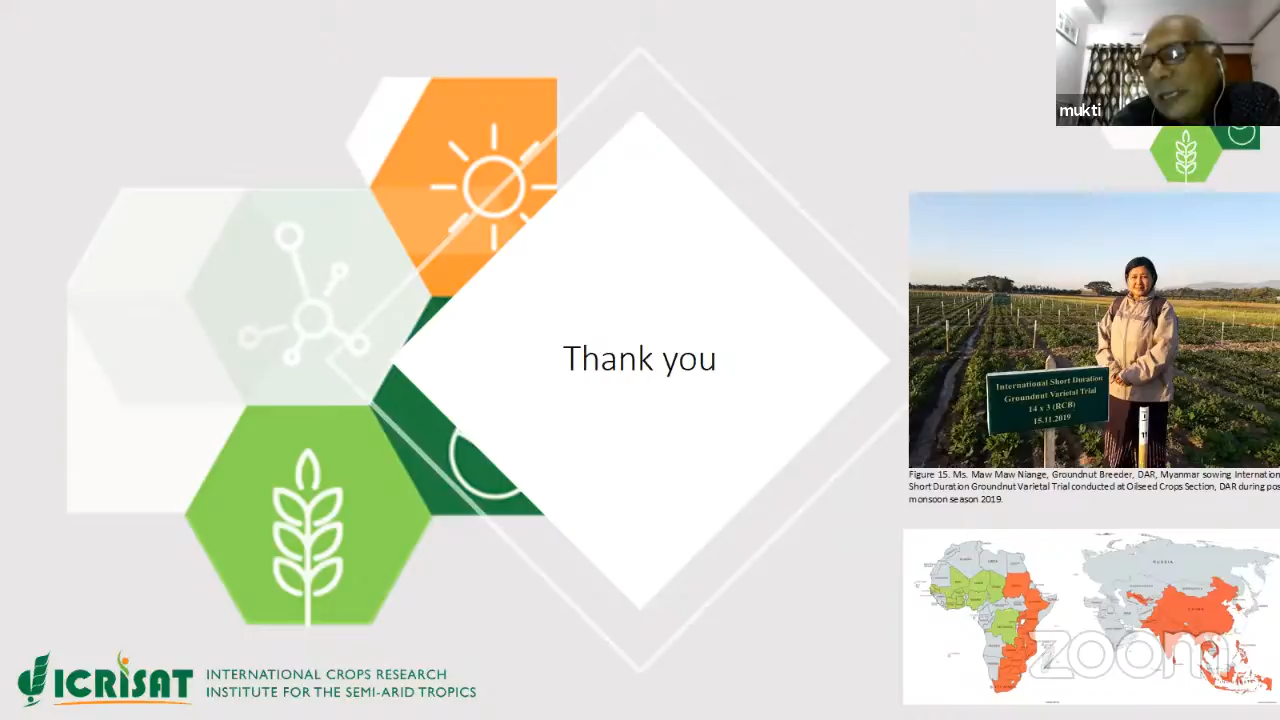 mukti
Thank you
International Short Duration
Groundnut Varietal Trial
14 x 3 (RCB)
15.11.2019
Figure 15. Ms. Maw Maw Niange, Groundnut Breeder, DAR, Myanmar sowing Internation
Short Duration Groundnut Varietal Trial conducted at Oilseed Crops Section, DAR during pos
monsoon season 2019.
RUSSIA
CHINA
zoom
ICRISAT
INTERNATIONAL CROPS RESEARCH
INSTITUTE FOR THE SEMI-ARID TROPICS